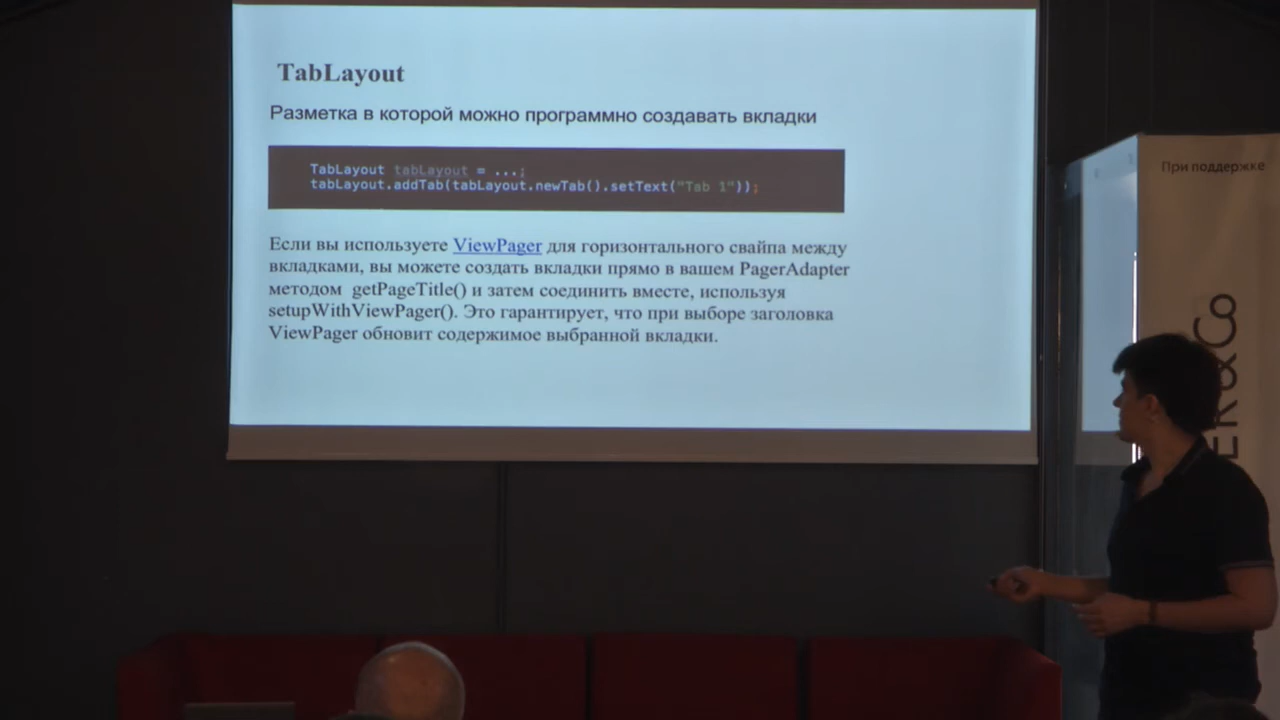 TabLayout
Разметка в которой можно программно создавать вкладки
TabLayout tabLayout = ...;
tabLayout.addTab(tabLayout.newTab().setText("Tab 1"));
Если вы используете ViewPager для горизонтального свайпа между
вкладками, вы можете создать вкладки прямо в вашем PagerAdapter
методом getPageTitle() и затем соединить вместе, используя
setupWithViewPager(). Это гарантирует, что при выборе заголовка
ViewPager обновит содержимое выбранной вкладки.
При поддержке
ER&Co